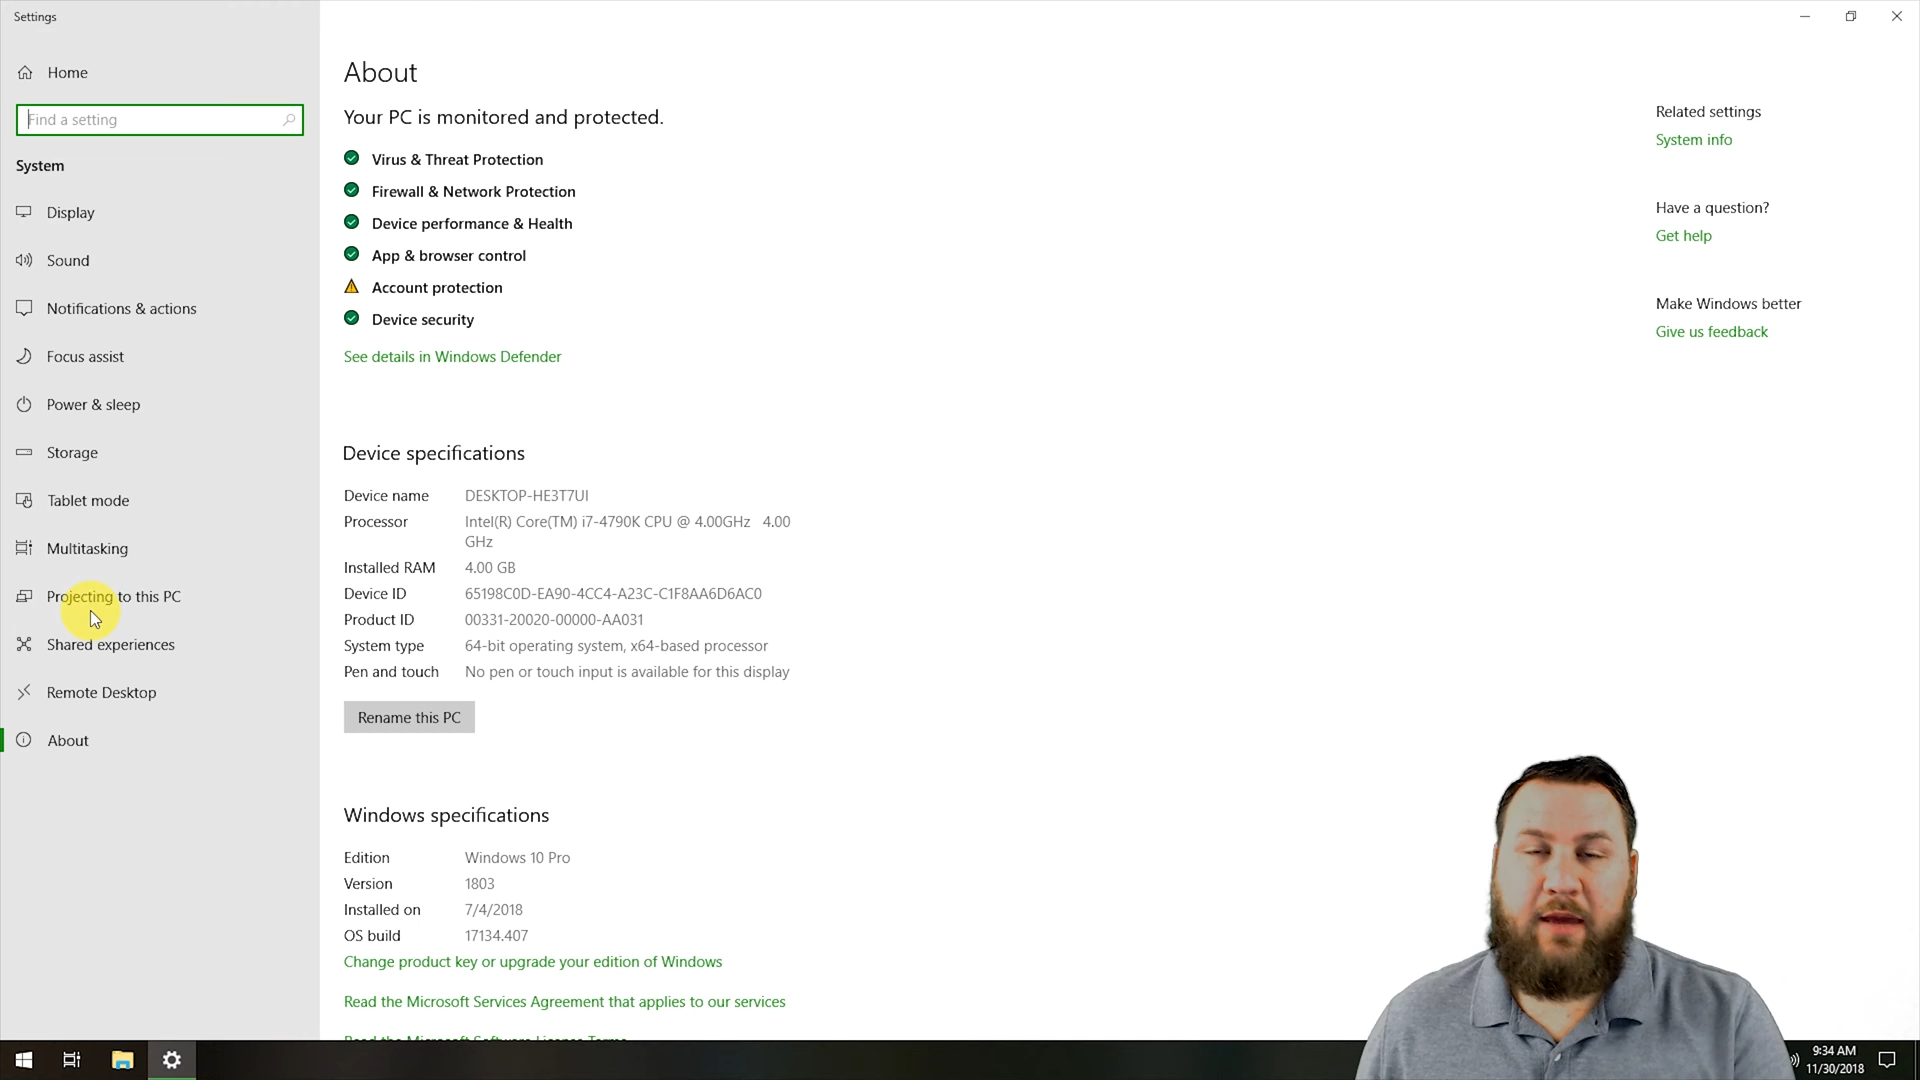 Settings
Home
Find a setting
System
Display
Sound
Notifications & actions
Focus assist
Power & sleep
Storage
Tablet mode
Multitasking
Projecting to this PC
Shared experiences
Remote Desktop
About
About
Your PC is monitored and protected.
Virus & Threat Protection
Firewall & Network Protection
Device performance & Health
App & browser control
Account protection
Device security
See details in Windows Defender
Device specifications
Device name DESKTOP-HE3T7UI
Processor Intel(R) Core(TM) i7-4790K CPU @ 4.00GHz 4.00
GHz
Installed RAM 4.00 GB
Device ID 65198C0D-EA90-4CC4-A23C-C1F8AA6D6AC0
Product ID 00331-20020-00000-AA031
System type 64-bit operating system, x64-based processor
Pen and touch No pen or touch input is available for this display
Rename this PC
Windows specifications
Edition Windows 10 Pro
Version 1803
Installed on 7/4/2018
OS build 17134.407
Change product key or upgrade your edition of Windows
Read the Microsoft Services Agreement that applies to our services
Read the Microsoft Software License Terms
Related settings
System info
Have a question?
Get help
Make Windows better
Give us feedback
9:34 AM
11/30/2018